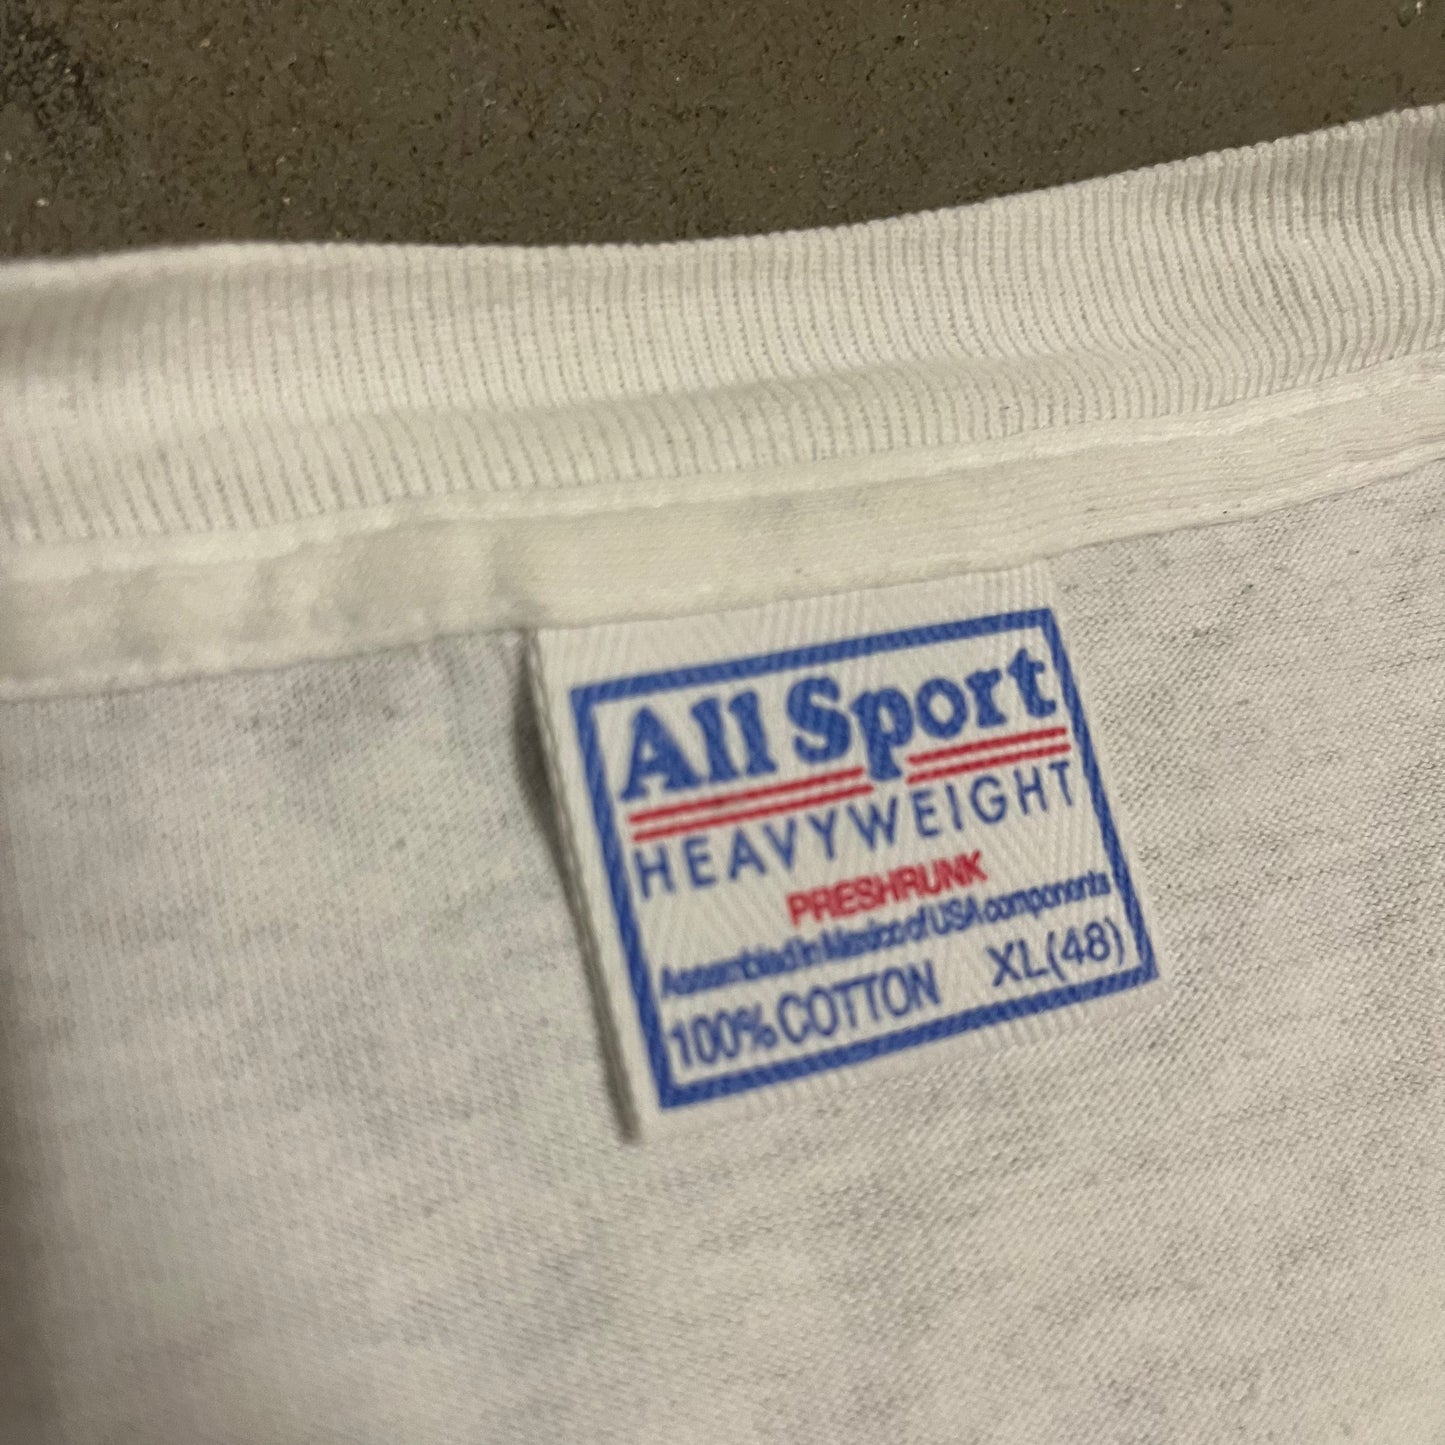 All Sport
HEAVYWEIGHT
PRESHRUNK
Assembled in Mexico of USA components
100% COTTON XL(48)